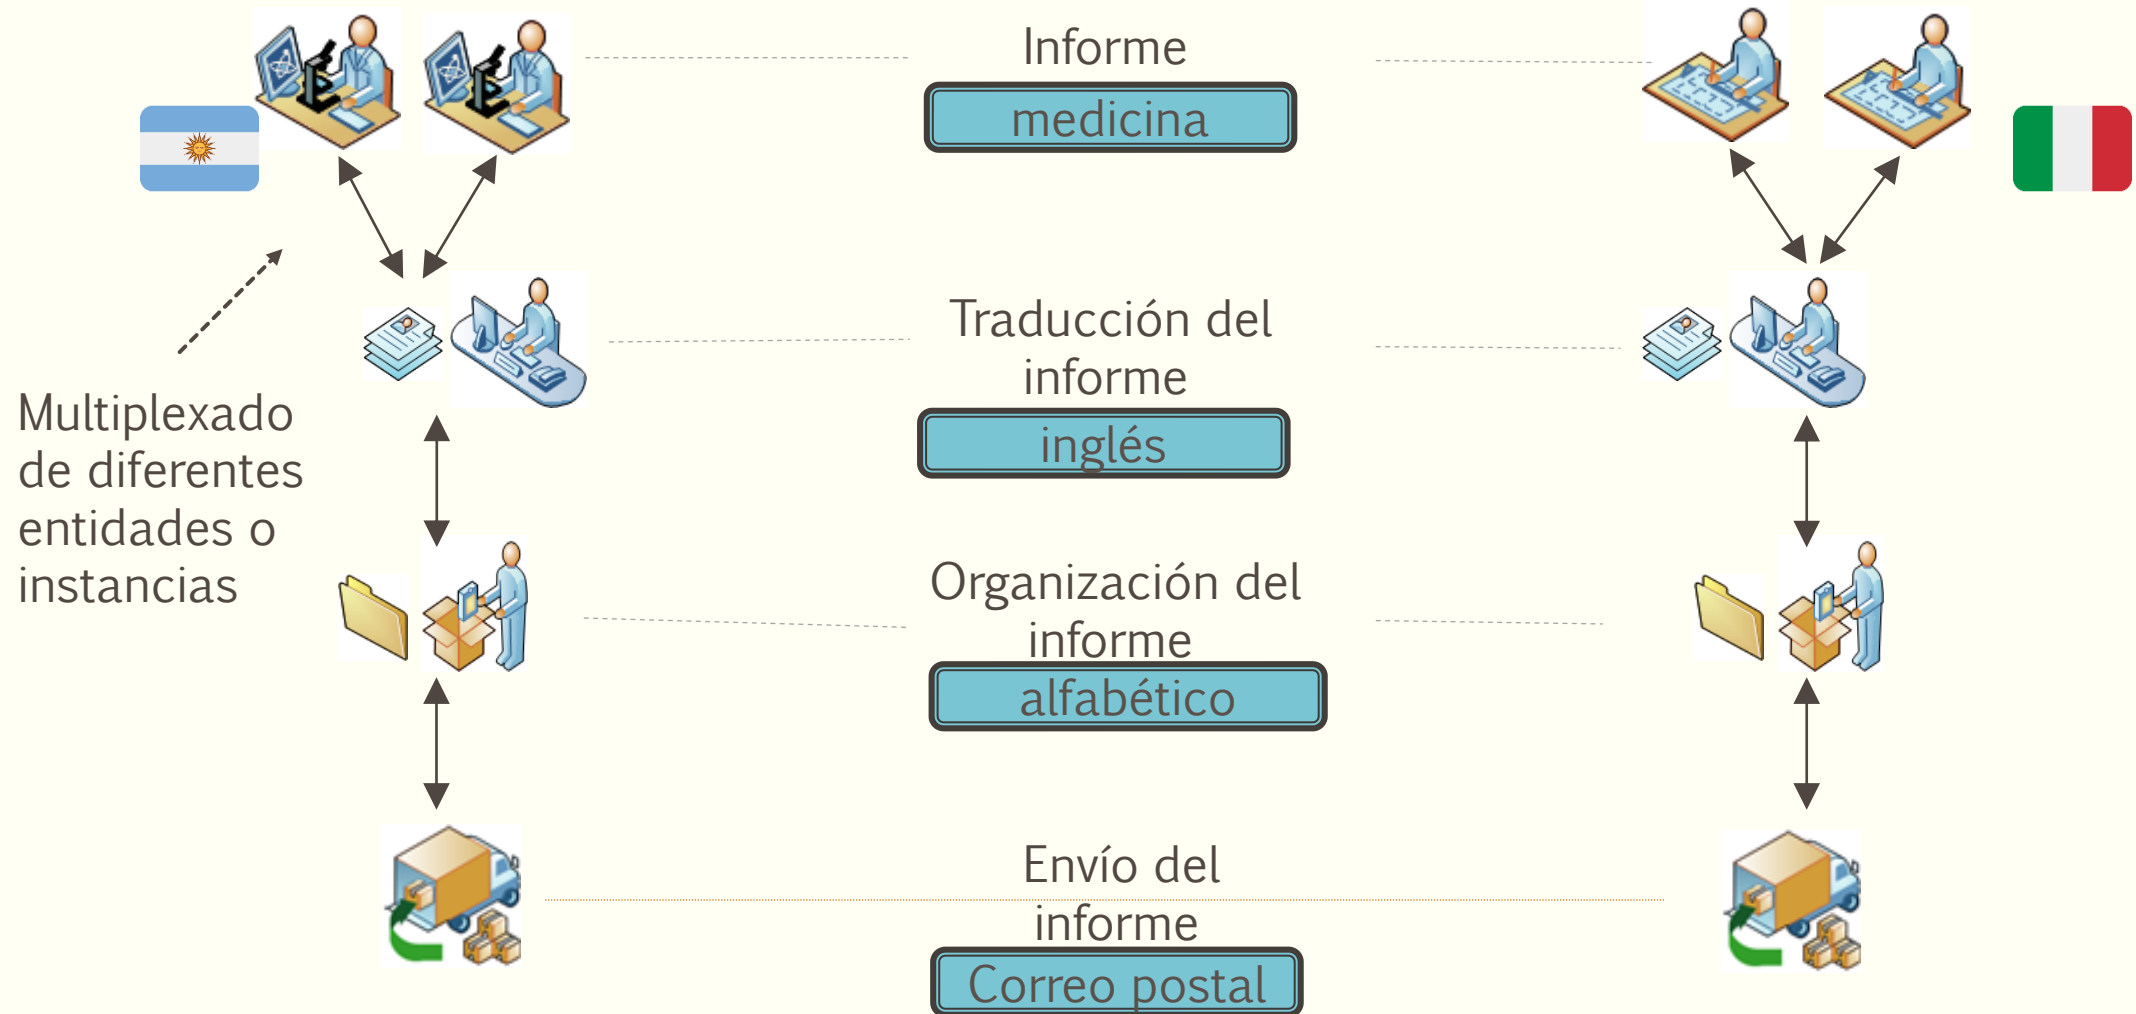 Informe
medicina
Traducción del
informe
inglés
Multiplexado
de diferentes
entidades o
instancias
Organización del
informe
alfabético
Envío del
informe
Correo postal